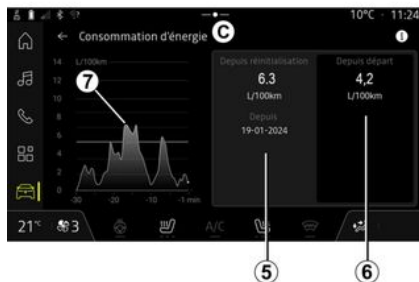 10°C · 11:24
Consommation d'énergie
C
14
L/100km
12
10
8
6
4
2
0
-30
-20
-10
-1 min
7
Depuis réinitialisation
6.3
L/100km
Depuis
19-01-2024
Depuis départ
4,2
L/100km
21°C
3
A/C
5
6